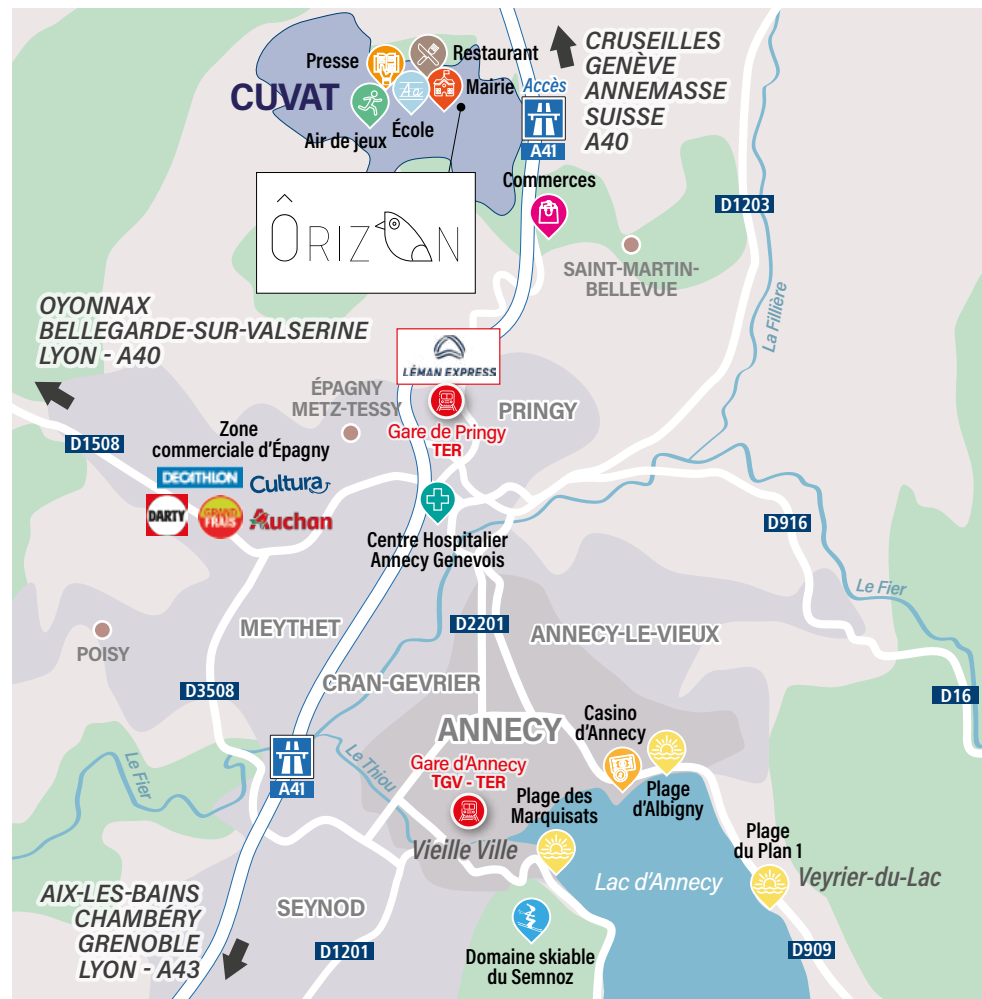 Presse
Restaurant
CUVAT
Mairie
Aa
École
Air de jeux
Accès
A41
CRUSEILLES
GENÈVE
ANNEMASSE
SUISSE
A40
Commerces
ÔRIZON
D1203
SAINT-MARTIN-
BELLEVUE
La Fillière
OYONNAX
BELLEGARDE-SUR-VALSERINE
LYON - A40
LÉMAN EXPRESS
ÉPAGNY
METZ-TESSY
PRINGY
Gare de Pringy
TER
D1508
Zone
commerciale d'Épagny
DECATHLON
Cultura
DARTY
GRAND
FRAIS
Auchan
Centre Hospitalier
Annecy Genevois
D916
Le Fier
MEYTHET
D2201
ANNECY-LE-VIEUX
POISY
D3508
CRAN-GEVRIER
D16
ANNECY
Casino
d'Annecy
Le Fier
A41
Le Thiou
Gare d'Annecy
TGV - TER
Plage des
Marquisats
Plage
d'Albigny
Vieille Ville
Plage
du Plan 1
Veyrier-du-Lac
Lac d'Annecy
AIX-LES-BAINS
CHAMBÉRY
GRENOBLE
LYON - A43
SEYNOD
D1201
Domaine skiable
du Semnoz
D909